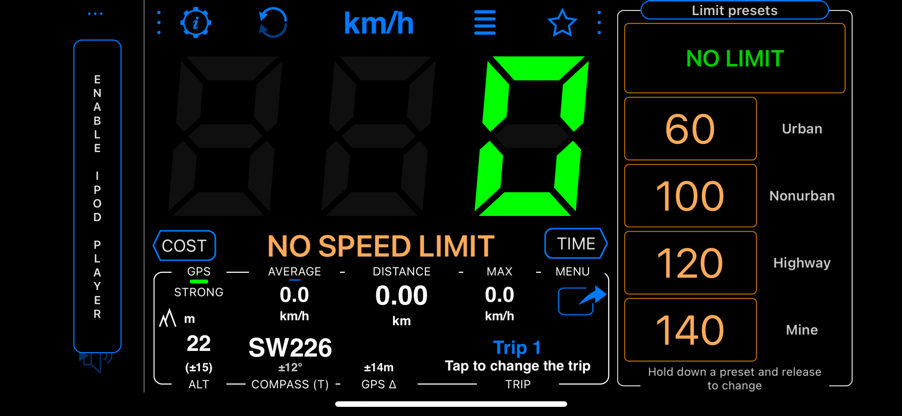 ENABLE IPOD PLAYER
km/h
0
COST
NO SPEED LIMIT
TIME
GPS
AVERAGE
DISTANCE
MAX
MENU
STRONG
0.0
0.00
0.0
km/h
km
km/h
m
22
SW226
Trip 1
(±15)
±12°
±14m
Tap to change the trip
ALT
COMPASS (T)
GPS Δ
TRIP
Limit presets
NO LIMIT
60 Urban
100 Nonurban
120 Highway
140 Mine
Hold down a preset and release
to change